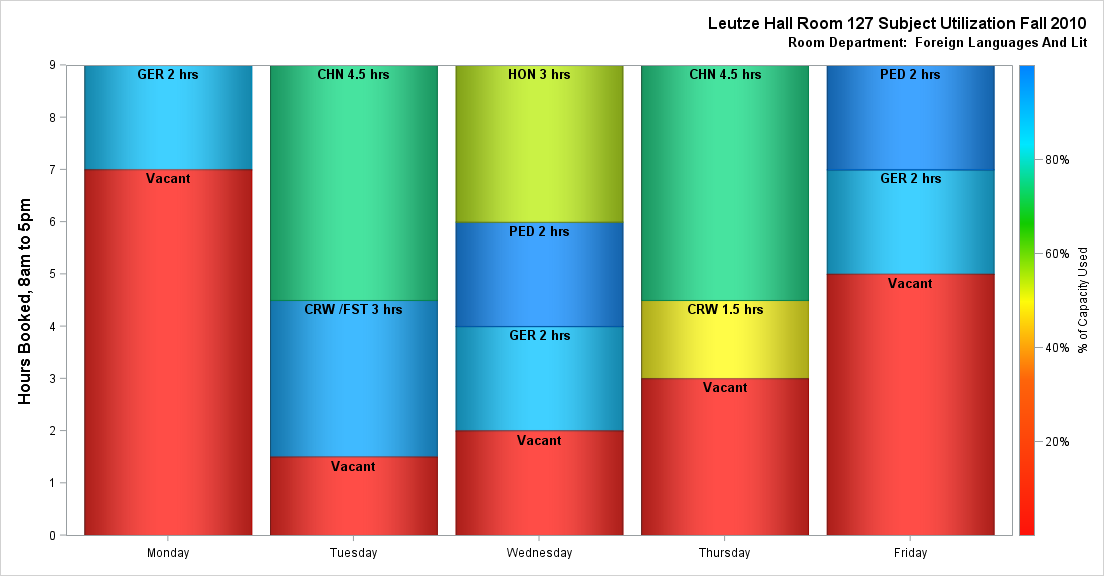 Leutze Hall Room 127 Subject Utilization Fall 2010
Room Department:  Foreign Languages And Lit
Hours Booked, 8am to 5pm
9
8
7
6
5
4
3
2
1
0
GER 2 hrs
Vacant
Monday
CHN 4.5 hrs
CRW /FST 3 hrs
Vacant
Tuesday
HON 3 hrs
PED 2 hrs
GER 2 hrs
Vacant
Wednesday
CHN 4.5 hrs
CRW 1.5 hrs
Vacant
Thursday
PED 2 hrs
GER 2 hrs
Vacant
Friday
80%
60%
40%
20%
% of Capacity Used